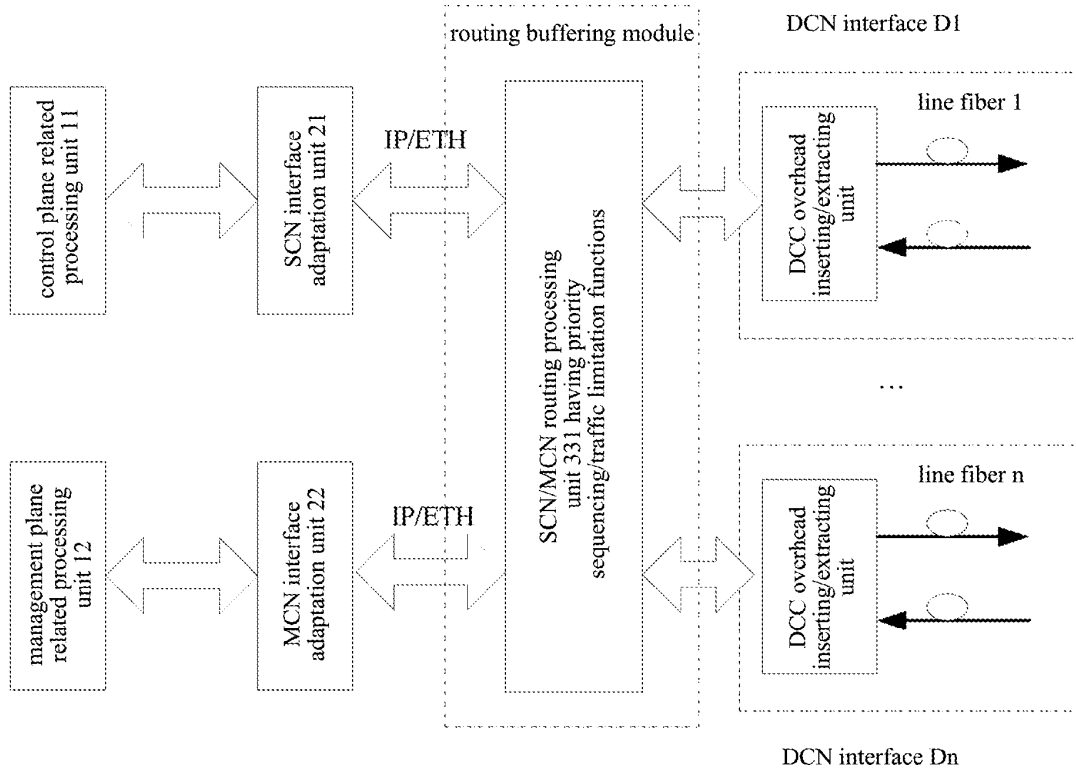 routing buffering module
DCN interface D1
control plane related
processing unit 11
SCN interface
adaptation unit 21
IP/ETH
SCN/MCN routing processing
unit 331 having priority
sequencing/traffic limitation functions
DCC overhead
inserting/extracting
unit
line fiber 1
…
management plane
related processing
unit 12
MCN interface
adaptation unit 22
IP/ETH
DCC overhead
inserting/extracting
unit
line fiber n
DCN interface Dn